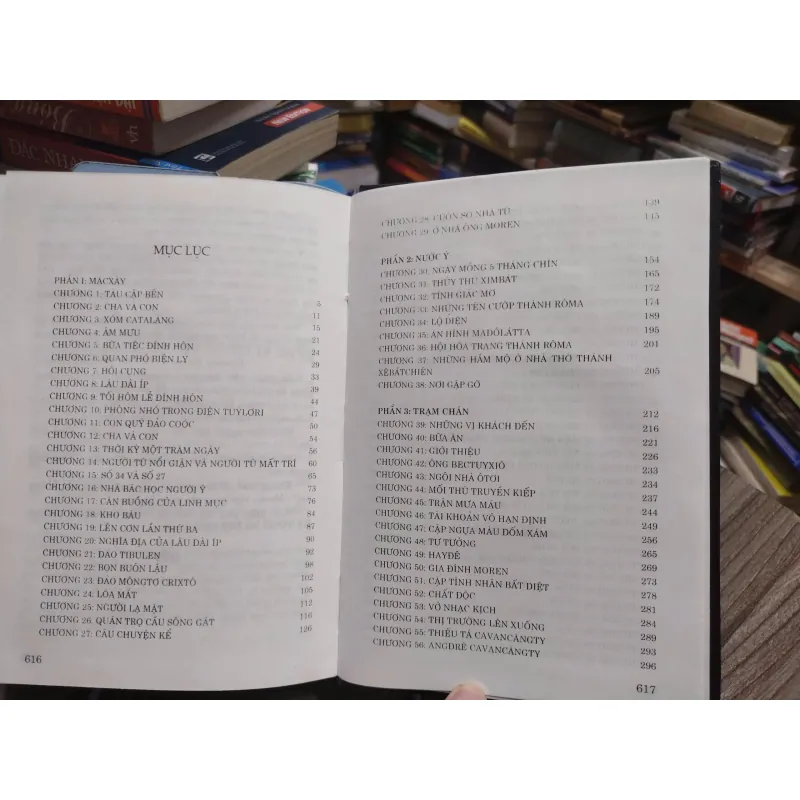 ĐẮC NHÂ
MỤC LỤC
PHẦN I: MACXÂY
CHƯƠNG 1: TÀU CẬP BẾN 5
CHƯƠNG 2: CHA VÀ CON 11
CHƯƠNG 3: XÓM CATALĂNG 15
CHƯƠNG 4: ÂM MƯU 21
CHƯƠNG 5: BỮA TIỆC ĐÍNH HÔN 24
CHƯƠNG 6: QUAN PHÓ BIỆN LÝ 29
CHƯƠNG 7: HỎI CUNG 33
CHƯƠNG 8: LÂU ĐÀI ÍP 39
CHƯƠNG 9: TỐI HÔM LỄ ĐÍNH HÔN 44
CHƯƠNG 10: PHÒNG NHỎ TRONG ĐIỆN TUYLƠRI 47
CHƯƠNG 11: CON QUỶ ĐẢO COÓC 50
CHƯƠNG 12: CHA VÀ CON 54
CHƯƠNG 13: THỜI KỲ MỘT TRĂM NGÀY 56
CHƯƠNG 14: NGƯỜI TÙ NỔI GIẬN VÀ NGƯỜI TÙ MẤT TRÍ 60
CHƯƠNG 15: SỐ 34 VÀ SỐ 27 65
CHƯƠNG 16: NHÀ BÁC HỌC NGƯỜI Ý 73
CHƯƠNG 17: CĂN BUỒNG CỦA LINH MỤC 76
CHƯƠNG 18: KHO BÁU 84
CHƯƠNG 19: LÊN CƠN LẦN THỨ BA 87
CHƯƠNG 20: NGHĨA ĐỊA CỦA LÂU ĐÀI ÍP 90
CHƯƠNG 21: ĐẢO TIBULEN 92
CHƯƠNG 22: BỌN BUÔN LẬU 98
CHƯƠNG 23: ĐẢO MÔNGTƠ CRIXTÔ 102
CHƯƠNG 24: LÓA MẮT 105
CHƯƠNG 25: NGƯỜI LẠ MẶT 112
CHƯƠNG 26: QUÁN TRỌ CẦU SÔNG GÁT 116
CHƯƠNG 27: CÂU CHUYỆN KỂ 126
616
CHƯƠNG 28: CUỐN SỔ NHÀ TÙ 139
CHƯƠNG 29: Ở NHÀ ÔNG MOREN 145
PHẦN 2: NƯỚC Ý
CHƯƠNG 30: NGÀY MỒNG 5 THÁNG CHÍN 154
CHƯƠNG 31: THỦY THỦ XIMBÁT 165
CHƯƠNG 32: TỈNH GIẤC MƠ 172
CHƯƠNG 33: NHỮNG TÊN CƯỚP THÀNH RÔMA 174
CHƯƠNG 34: LỘ DIỆN 189
CHƯƠNG 35: ÁN HÌNH MADÔLATTA 195
CHƯƠNG 36: HỘI HÓA TRANG THÀNH RÔMA 201
CHƯƠNG 37: NHỮNG HẦM MỘ Ở NHÀ THỜ THÁNH
XÊBATCHIÊN 205
CHƯƠNG 38: NƠI GẶP GỠ
PHẦN 3: TRẠM CHÁN
CHƯƠNG 39: NHỮNG VỊ KHÁCH ĐẾN 212
CHƯƠNG 40: BỮA ĂN 216
CHƯƠNG 41: GIỚI THIỆU 221
CHƯƠNG 42: ÔNG BECTUYXIÔ 226
CHƯƠNG 43: NGÔI NHÀ ÔTƠI 233
CHƯƠNG 44: MỐI THÙ TRUYỀN KIẾP 234
CHƯƠNG 45: TRẬN MƯA MÁU 237
CHƯƠNG 46: TÀI KHOẢN VÔ HẠN ĐỊNH 244
CHƯƠNG 47: CẶP NGỰA MÀU ĐỐM XÁM 249
CHƯƠNG 48: TƯ TƯỞNG 256
CHƯƠNG 49: HAYĐÊ 265
CHƯƠNG 50: GIA ĐÌNH MOREN 273
CHƯƠNG 51: CẶP TÌNH NHÂN BẤT DIỆT 278
CHƯƠNG 52: CHẤT ĐỘC 281
CHƯƠNG 53: VỞ NHẠC KỊCH 284
CHƯƠNG 54: THỊ TRƯỜNG LÊN XUỐNG 289
CHƯƠNG 55: THIẾU TÁ CAVANCĂNGTY 293
CHƯƠNG 56: ANGĐRÊ CAVANCĂNGTY 296
617